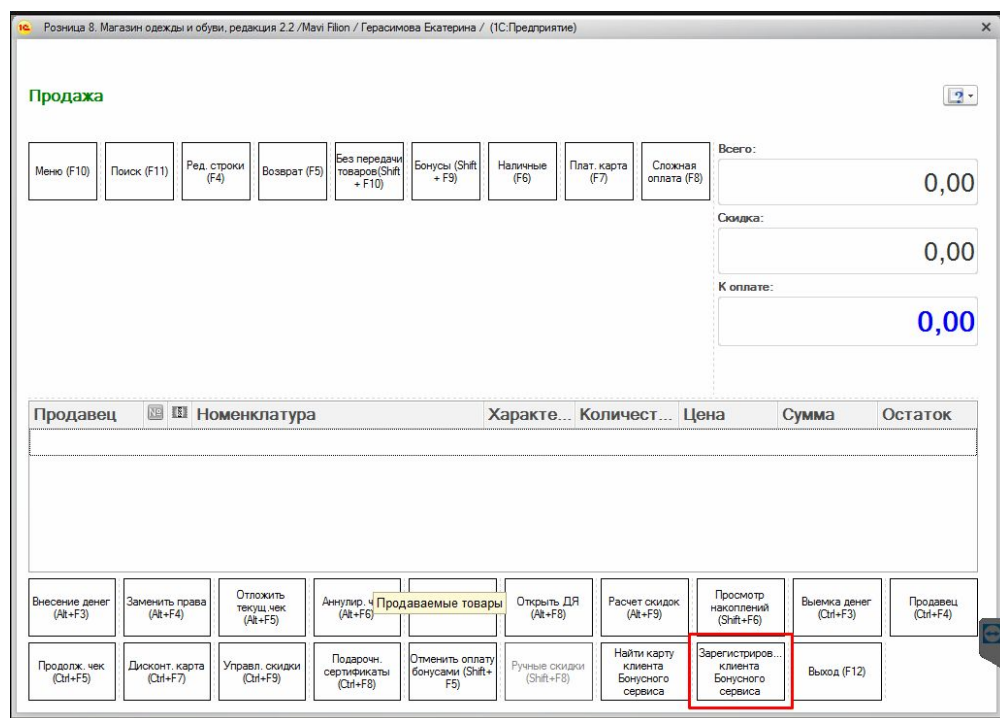 1С Розница 8. Магазин одежды и обуви, редакция 2.2 /Mavi Filion / Герасимова Екатерина / (1С:Предприятие)
Продажа
Меню (F10)
Поиск (F11)
Ред. строки
(F4)
Возврат (F5)
Без передачи
товаров(Shift
+ F10)
Бонусы (Shift
+ F9)
Наличные
(F6)
Плат. карта
(F7)
Сложная
оплата (F8)
Всего:
0,00
Скидка:
0,00
К оплате:
0,00
Продавец № Номенклатура Характе... Количест... Цена Сумма Остаток
Внесение денег
(Alt+F3)
Заменить права
(Alt+F4)
Отложить
текущ.чек
(Alt+F5)
Аннулир. ч
(Alt+F6)
Продаваемые товары
Открыть ДЯ
(Alt+F8)
Расчет скидок
(Alt+F9)
Просмотр
накоплений
(Shift+F6)
Выемка денег
(Ctrl+F3)
Продавец
(Ctrl+F4)
Продолж. чек
(Ctrl+F5)
Дисконт. карта
(Ctrl+F7)
Управл. скидки
(Ctrl+F9)
Подарочн.
сертификаты
(Ctrl+F8)
Отменить оплату
бонусами (Shift+
F5)
Ручные скидки
(Shift+F8)
Найти карту
клиента
Бонусного
сервиса
Зарегистриров...
клиента
Бонусного
сервиса
Выход (F12)